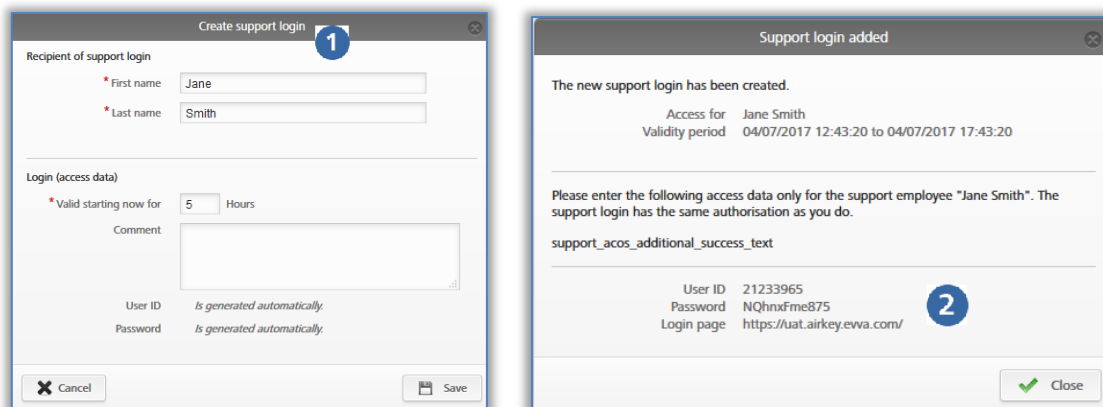 Create support login
1
Recipient of support login
* First name Jane
* Last name Smith
Login (access data)
* Valid starting now for 5 Hours
Comment
User ID Is generated automatically.
Password Is generated automatically.
Cancel Save
Support login added
The new support login has been created.
Access for Jane Smith
Validity period 04/07/2017 12:43:20 to 04/07/2017 17:43:20
Please enter the following access data only for the support employee "Jane Smith". The
support login has the same authorisation as you do.
support_acos_additional_success_text
User ID 21233965
Password NQhnxFme875
Login page https://uat.airkey.evva.com/
2
Close